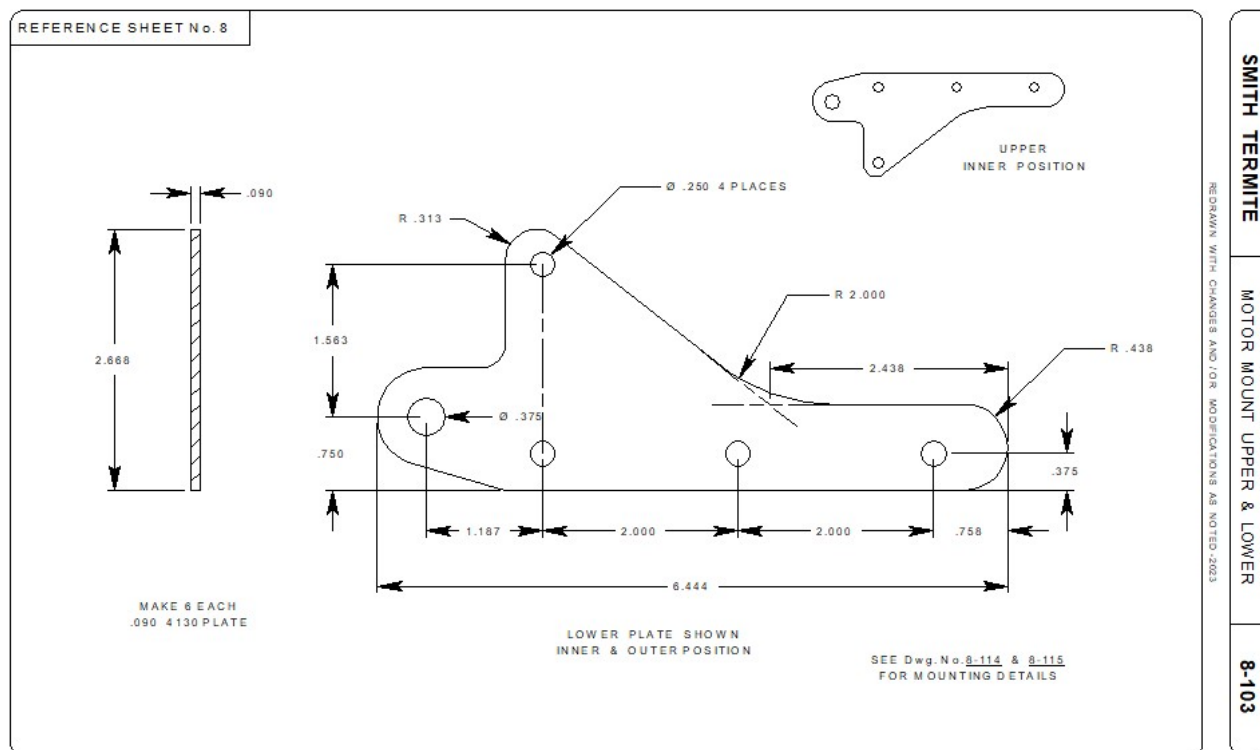 REFERENCE SHEET No. 8
UPPER
INNER POSITION
.090
Ø .250 4 PLACES
R .313
R 2.000
1.563
2.668
2.438
R .438
Ø .375
.750
.375
1.187
2.000
2.000
.758
6.444
MAKE 6 EACH
.090 4130 PLATE
LOWER PLATE SHOWN
INNER & OUTER POSITION
SEE Dwg. No. 8-114 & 8-115
FOR MOUNTING DETAILS
REDRAWN WITH CHANGES AND/OR MODIFICATIONS AS NOTED -2023
SMITH TERMITE
MOTOR MOUNT UPPER & LOWER
8-103